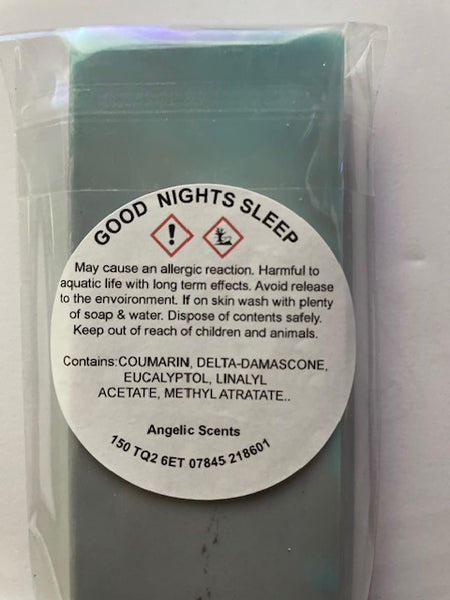 GOOD NIGHTS SLEEP
May cause an allergic reaction. Harmful to
aquatic life with long term effects. Avoid release
to the envoironment. If on skin wash with plenty
of soap & water. Dispose of contents safely.
Keep out of reach of children and animals.
Contains:COUMARIN, DELTA-DAMASCONE,
EUCALYPTOL, LINALYL
ACETATE, METHYL ATRATATE..
Angelic Scents
150 TQ2 6ET 07845 218601